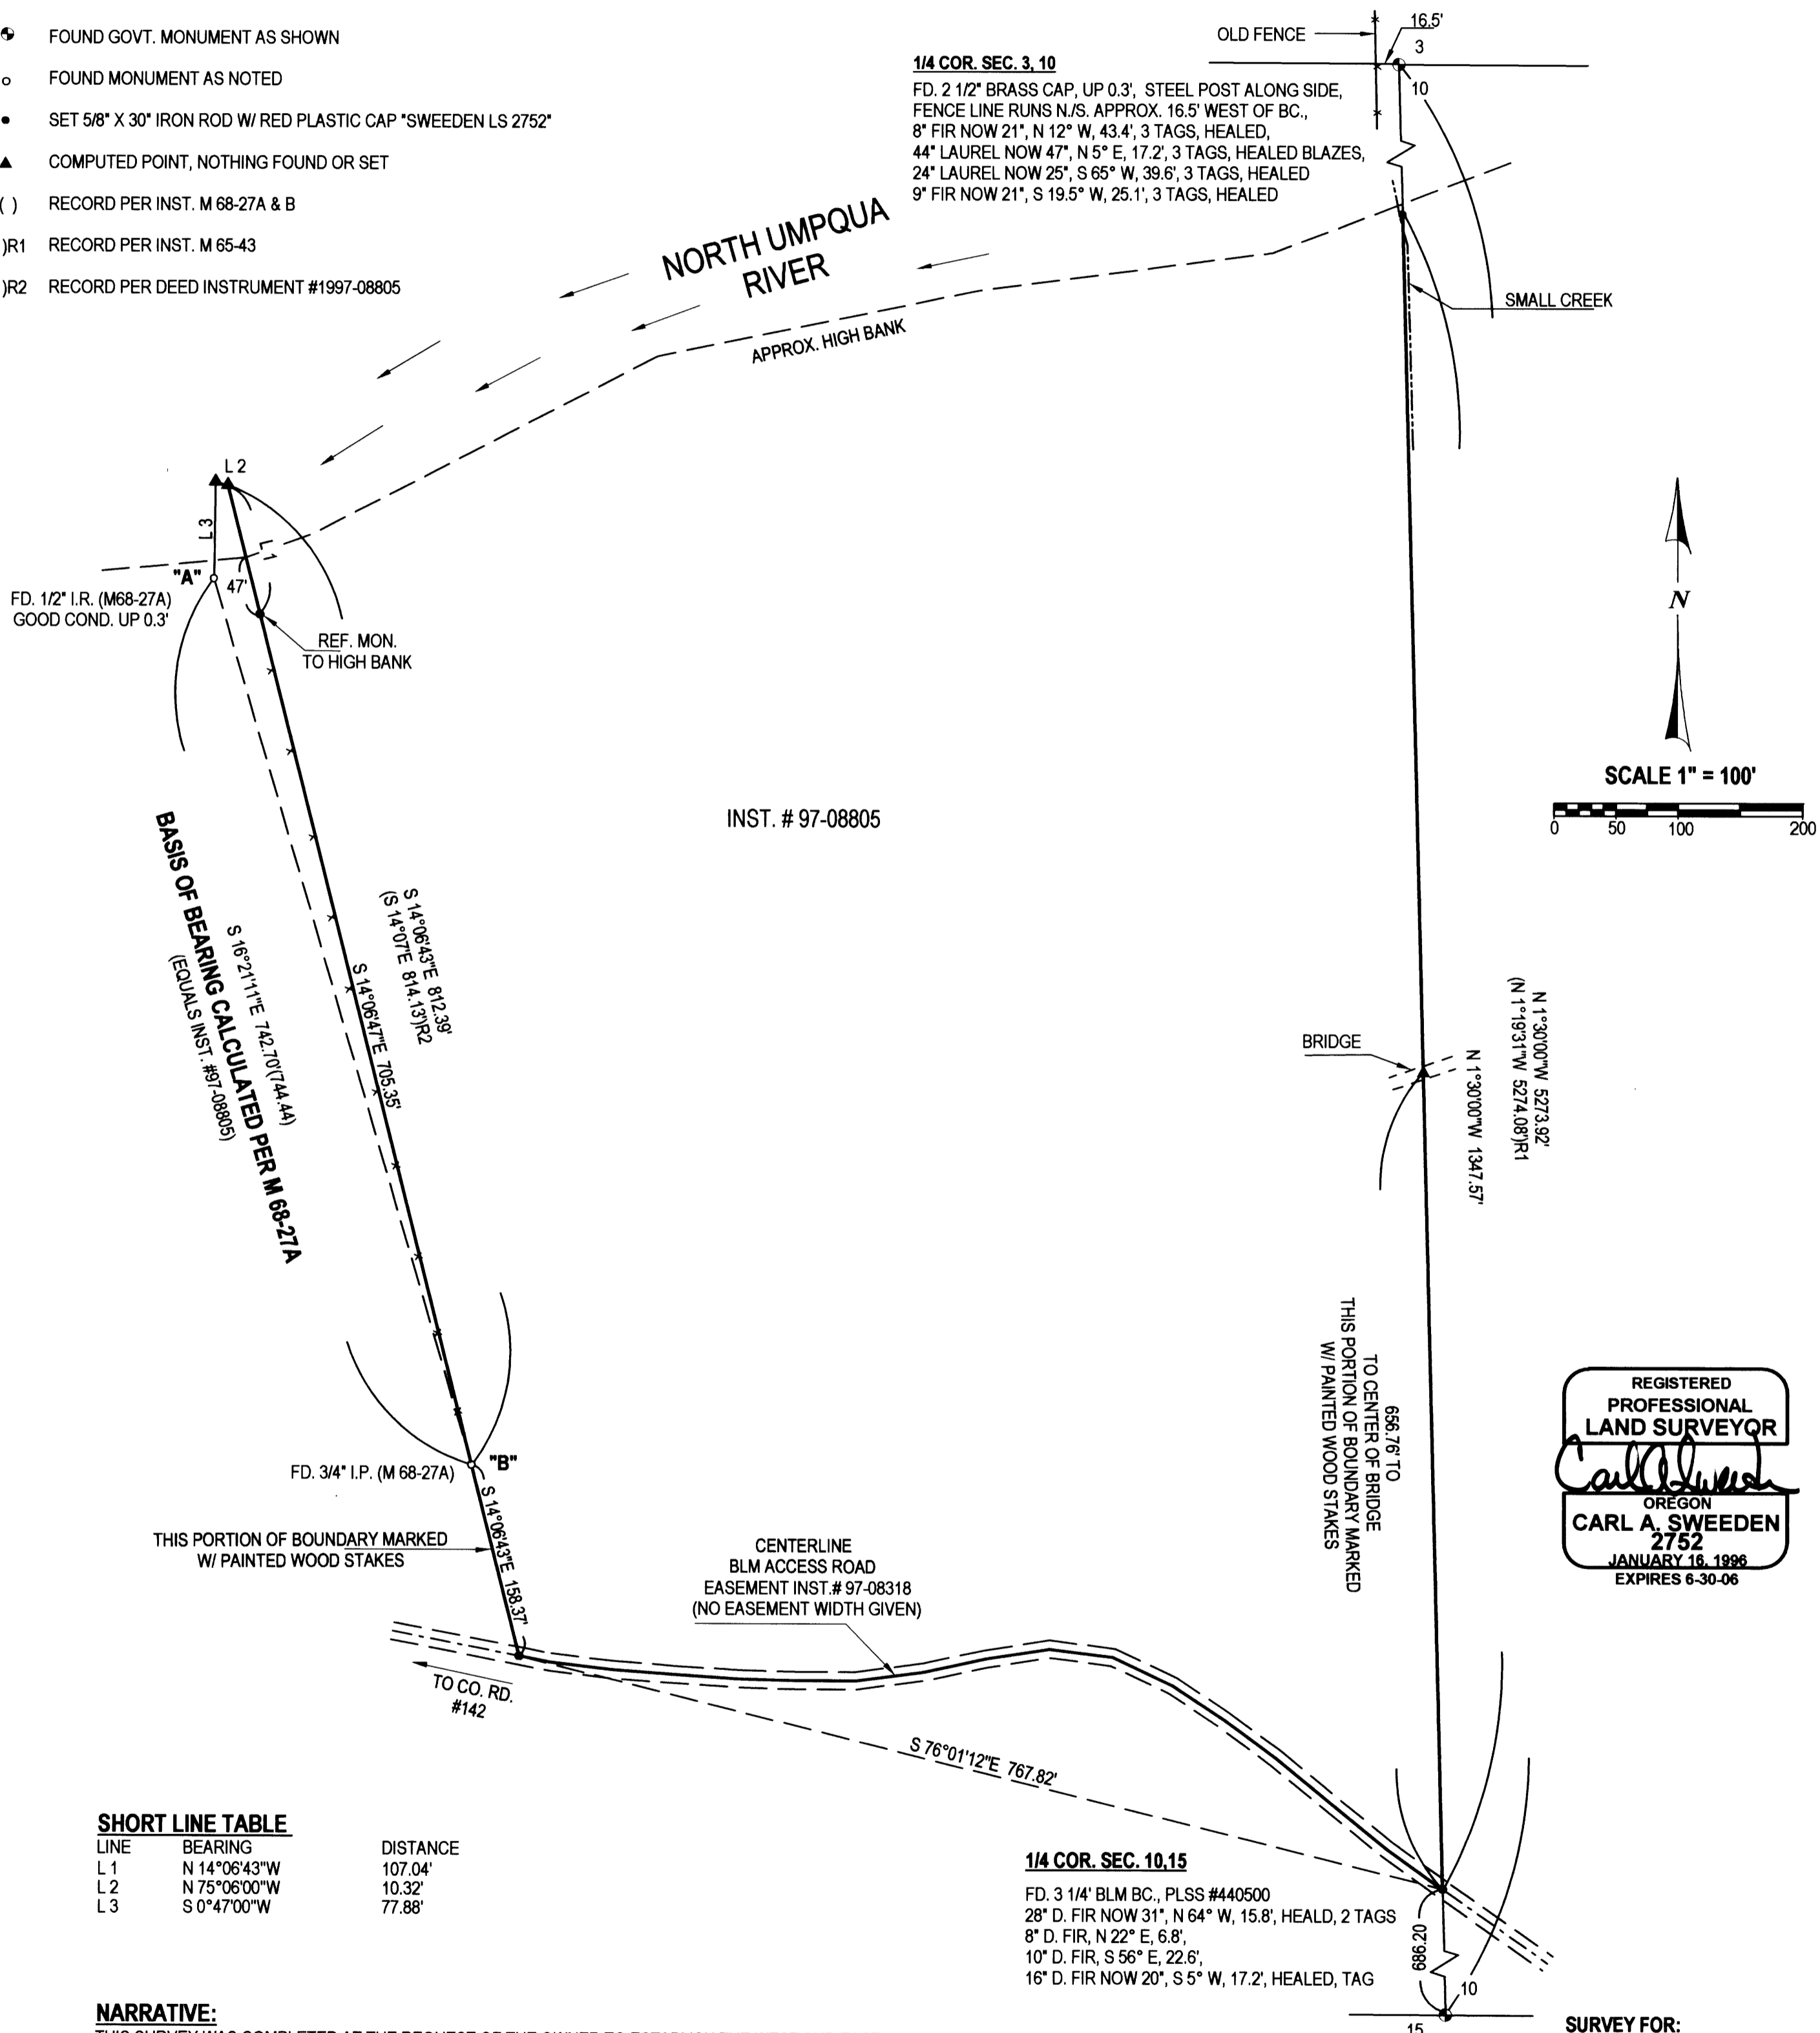 FOUND GOVT. MONUMENT AS SHOWN
FOUND MONUMENT AS NOTED
SET 5/8" X 30" IRON ROD W/ RED PLASTIC CAP "SWEEDEN LS 2752"
COMPUTED POINT, NOTHING FOUND OR SET
( ) RECORD PER INST. M 68-27A & B
)R1 RECORD PER INST. M 65-43
)R2 RECORD PER DEED INSTRUMENT #1997-08805
1/4 COR. SEC. 3, 10
FD. 2 1/2" BRASS CAP, UP 0.3', STEEL POST ALONG SIDE,
FENCE LINE RUNS N./S. APPROX. 16.5' WEST OF BC.,
8" FIR NOW 21", N 12° W, 43.4', 3 TAGS, HEALED,
44" LAUREL NOW 47", N 5° E, 17.2', 3 TAGS, HEALED BLAZES,
24" LAUREL NOW 25", S 65° W, 39.6', 3 TAGS, HEALED
9" FIR NOW 21", S 19.5° W, 25.1', 3 TAGS, HEALED
OLD FENCE
16.5'
3
10
NORTH UMPQUA
RIVER
APPROX. HIGH BANK
SMALL CREEK
L 2
L 3
L 1
"A"
47'
FD. 1/2" I.R. (M68-27A)
GOOD COND. UP 0.3'
REF. MON.
TO HIGH BANK
N
SCALE 1" = 100'
0 50 100 200
INST. # 97-08805
BASIS OF BEARING CALCULATED PER M 68-27A
S 16°21'11"E 742.70'(744.44)
(EQUALS INST. #97-08805)
S 14°06'43"E 812.39'
(S 14°07'E 814.13')R2
S 14°06'47"E 705.35'
BRIDGE
N 1°30'00"W 5273.92'
(N 1°19'31"W 5274.08')R1
N 1°30'00"W 1347.57'
656.76' TO
TO CENTER OF BRIDGE
THIS PORTION OF BOUNDARY MARKED
W/ PAINTED WOOD STAKES
"B"
FD. 3/4" I.P. (M 68-27A)
S 14°06'43"E 158.37'
THIS PORTION OF BOUNDARY MARKED
W/ PAINTED WOOD STAKES
CENTERLINE
BLM ACCESS ROAD
EASEMENT INST.# 97-08318
(NO EASEMENT WIDTH GIVEN)
TO CO. RD.
#142
S 76°01'12"E 767.82'
REGISTERED
PROFESSIONAL
LAND SURVEYOR
Carl A Sweeden
OREGON
CARL A. SWEEDEN
2752
JANUARY 16, 1996
EXPIRES 6-30-06
SHORT LINE TABLE
LINE BEARING DISTANCE
L 1 N 14°06'43"W 107.04'
L 2 N 75°06'00"W 10.32'
L 3 S 0°47'00"W 77.88'
1/4 COR. SEC. 10,15
FD. 3 1/4' BLM BC., PLSS #440500
28" D. FIR NOW 31", N 64° W, 15.8', HEALD, 2 TAGS
8" D. FIR, N 22° E, 6.8',
10" D. FIR, S 56° E, 22.6',
16" D. FIR NOW 20", S 5° W, 17.2', HEALED, TAG
686.20
10
15
NARRATIVE:
SURVEY FOR: